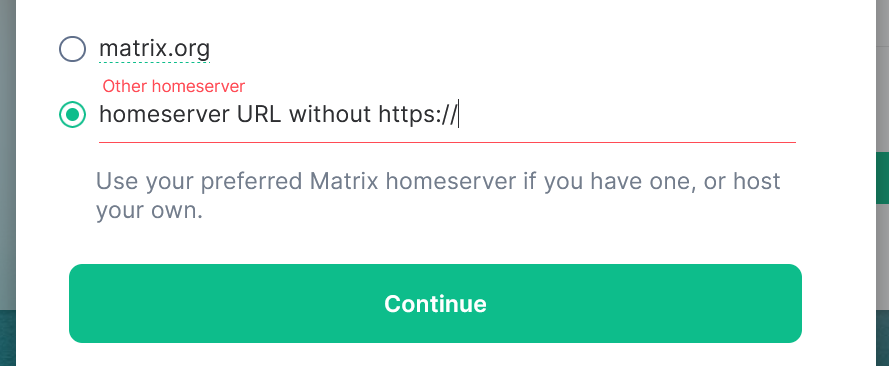 matrix.org
Other homeserver
homeserver URL without https://
Use your preferred Matrix homeserver if you have one, or host
your own.
Continue